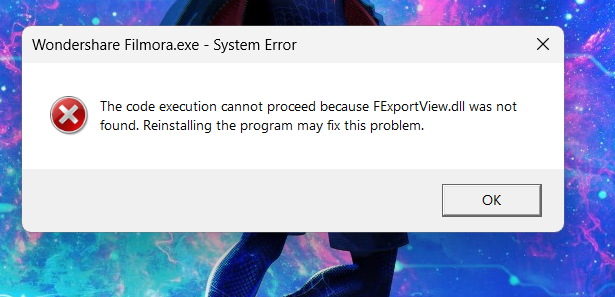 Wondershare Filmora.exe - System Error
The code execution cannot proceed because FExportView.dll was not
found. Reinstalling the program may fix this problem.
OK